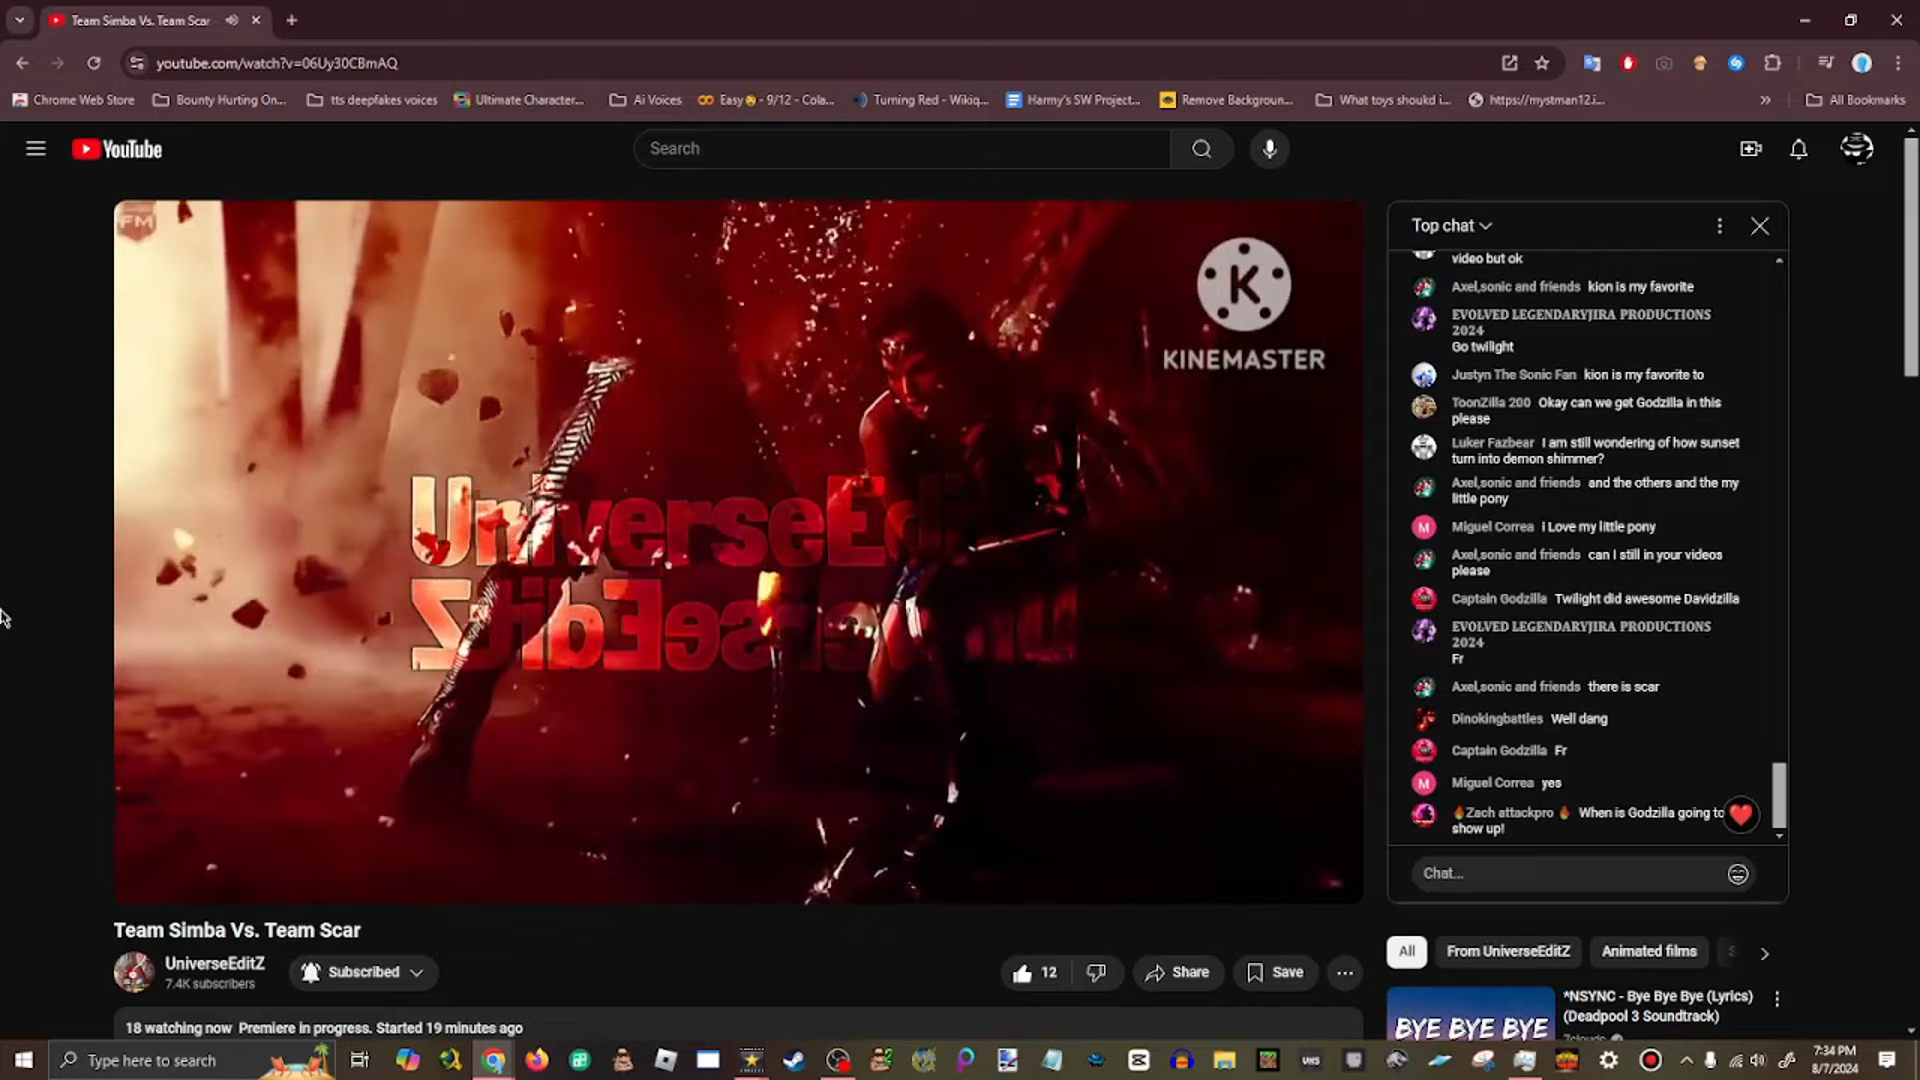 Team Simba Vs. Team Scar
youtube.com/watch?v=06Uy30CBmAQ
Chrome Web Store
Bounty Hurting On...
tts deepfakes voices
Ultimate Character...
Ai Voices
Easy - 9/12 - Cola...
Turning Red - Wikiq...
Harmy's SW Project...
Remove Backgroun...
What toys shoukd i...
https://mystman12.i...
All Bookmarks
YouTube
Search
FM
K
KINEMASTER
Top chat
video but ok
Axel,sonic and friends kion is my favorite
EVOLVED LEGENDARYJIRA PRODUCTIONS
2024
Go twilight
Justyn The Sonic Fan kion is my favorite to
ToonZilla 200 Okay can we get Godzilla in this
please
Luker Fazbear I am still wondering of how sunset
turn into demon shimmer?
Axel,sonic and friends and the others and the my
little pony
M Miguel Correa i Love my little pony
Axel,sonic and friends can I still in your videos
please
Captain Godzilla Twilight did awesome Davidzilla
EVOLVED LEGENDARYJIRA PRODUCTIONS
2024
Fr
Axel,sonic and friends there is scar
Dinokingbattles Well dang
Captain Godzilla Fr
M Miguel Correa yes
🔥Zach attackpro🔥 When is Godzilla going to
show up!
Chat...
UniverseEdi
Team Simba Vs. Team Scar
UniverseEditZ
7.4K subscribers
Subscribed
12
Share
Save
18 watching now Premiere in progress. Started 19 minutes ago
All
From UniverseEditZ
Animated films
*NSYNC - Bye Bye Bye (Lyrics)
(Deadpool 3 Soundtrack)
BYE BYE BYE
Type here to search
VHS
7:34 PM
8/7/2024